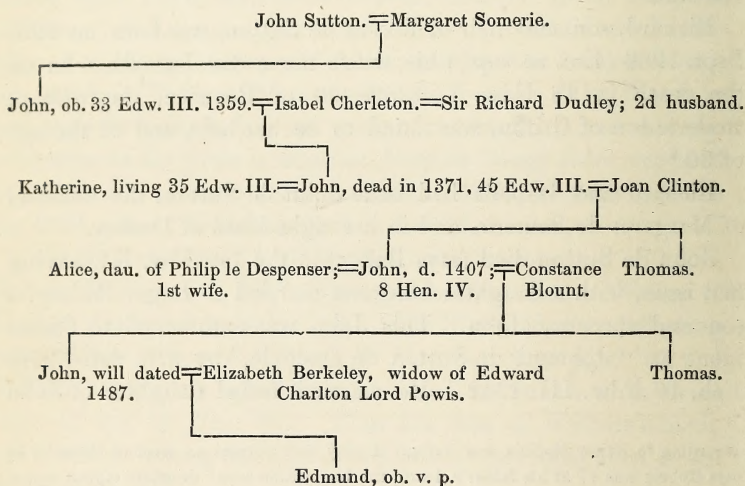 John Sutton.╤Margaret Somerie.
John, ob. 33 Edw. III. 1359.╤Isabel Cherleton.═Sir Richard Dudley; 2d husband.
Katherine, living 35 Edw. III.═John, dead in 1371, 45 Edw. III.╤Joan Clinton.
Alice, dau. of Philip le Despenser;═John, d. 1407;╤Constance Thomas.
1st wife. 8 Hen. IV. Blount.
John, will dated╤Elizabeth Berkeley, widow of Edward Thomas.
1487. Charlton Lord Powis.
Edmund, ob. v. p.